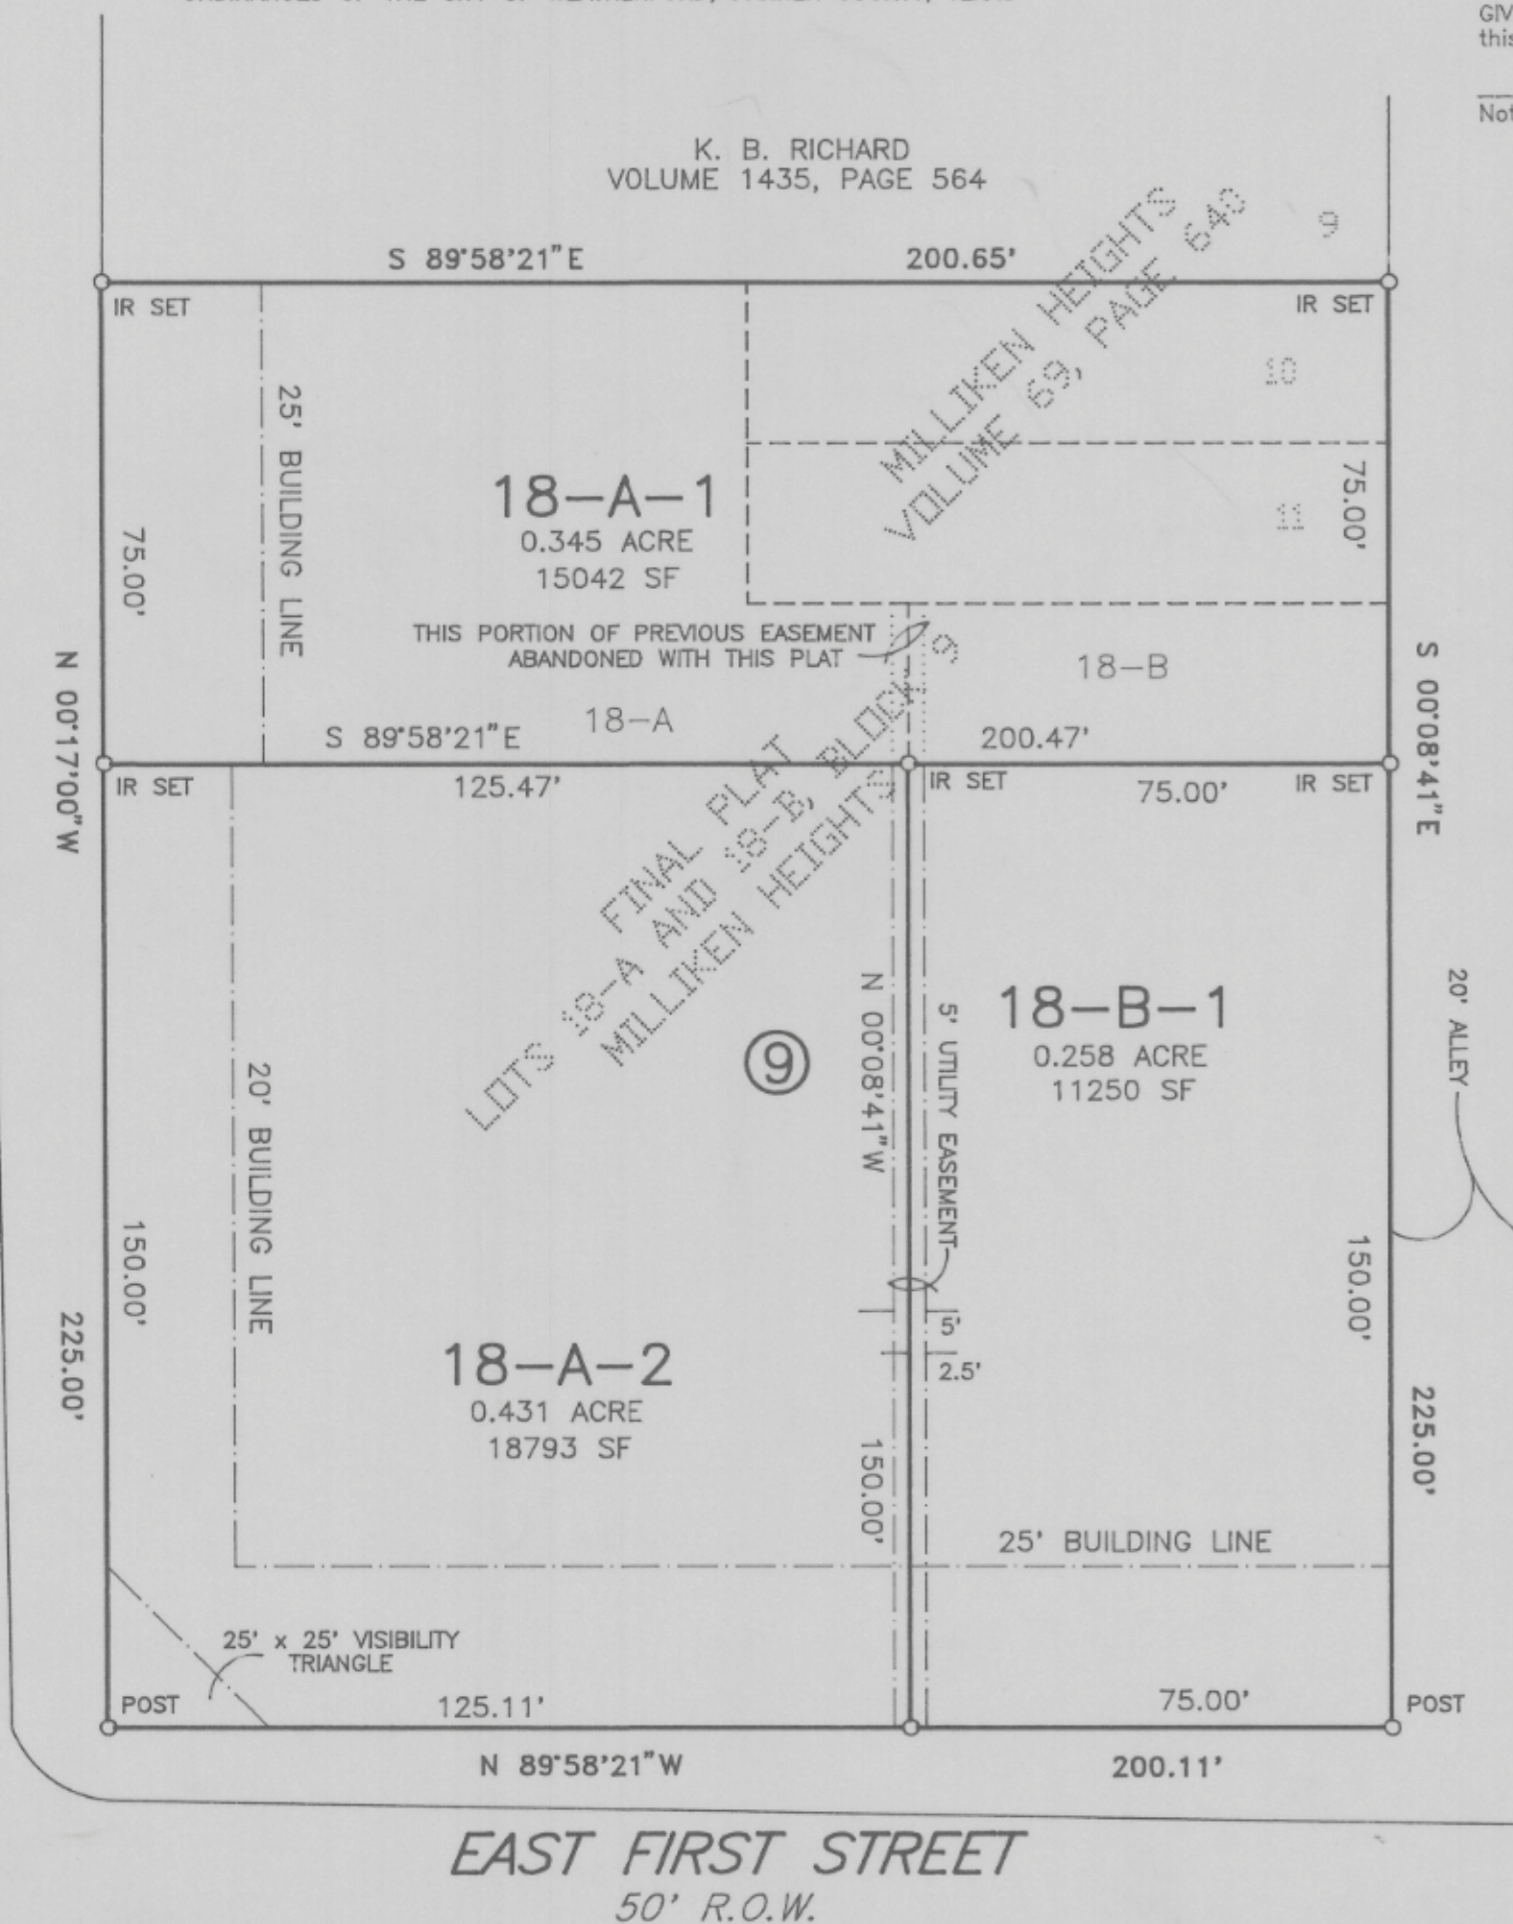 GIV
this
Not
K. B. RICHARD
VOLUME 1435, PAGE 564
MILLIKEN HEIGHTS
VOLUME 69, PAGE 640
9
S 89°58'21"E 200.65'
IR SET
IR SET
10
25' BUILDING LINE
75.00'
18-A-1
0.345 ACRE
15042 SF
11
75.00'
THIS PORTION OF PREVIOUS EASEMENT
ABANDONED WITH THIS PLAT
18-B
N 00°17'00"W
S 00°08'41"E
18-A
S 89°58'21"E 200.47'
IR SET
125.47'
IR SET
75.00'
IR SET
FINAL PLAT
LOTS 18-A AND 18-B, BLOCK 9
MILLIKEN HEIGHTS
20' BUILDING LINE
9
N 00°08'41"W
5' UTILITY EASEMENT
18-B-1
0.258 ACRE
11250 SF
20' ALLEY
150.00'
150.00'
225.00'
5'
2.5'
18-A-2
0.431 ACRE
18793 SF
150.00'
225.00'
25' BUILDING LINE
25' x 25' VISIBILITY
TRIANGLE
POST
125.11'
75.00'
POST
N 89°58'21"W 200.11'
EAST FIRST STREET
50' R.O.W.